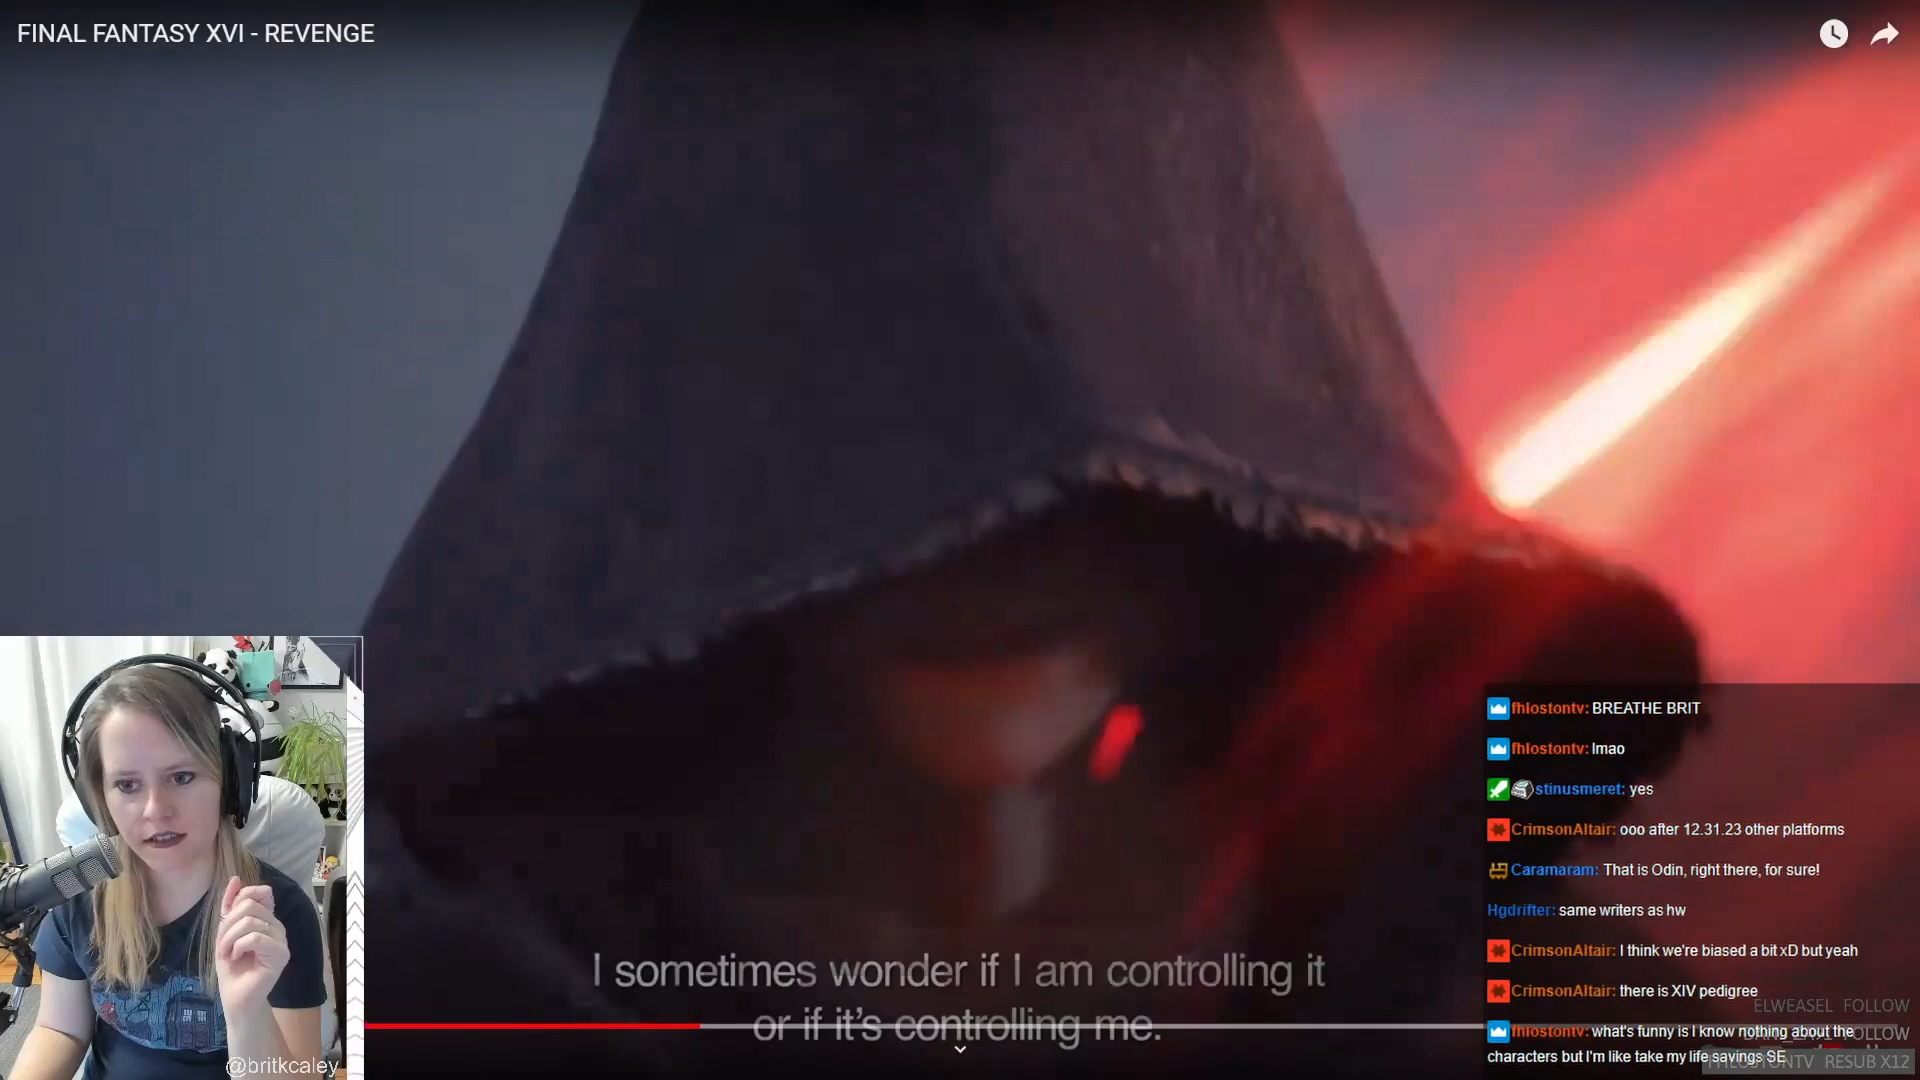 FINAL FANTASY XVI - REVENGE
fhlostontv: BREATHE BRIT
fhlostontv: lmao
stinusmeret: yes
CrimsonAltair: ooo after 12.31.23 other platforms
Caramaram: That is Odin, right there, for sure!
Hgdrifter: same writers as hw
CrimsonAltair: I think we're biased a bit xD but yeah
CrimsonAltair: there is XIV pedigree
ELWEASEL FOLLOW
fhlostontv: what's funny is I know nothing about the
FOLLOW
characters but I'm like take my life savings SE
FHLOSTONTV RESUB X12
I sometimes wonder if I am controlling it
or if it's controlling me.
@britkcaley